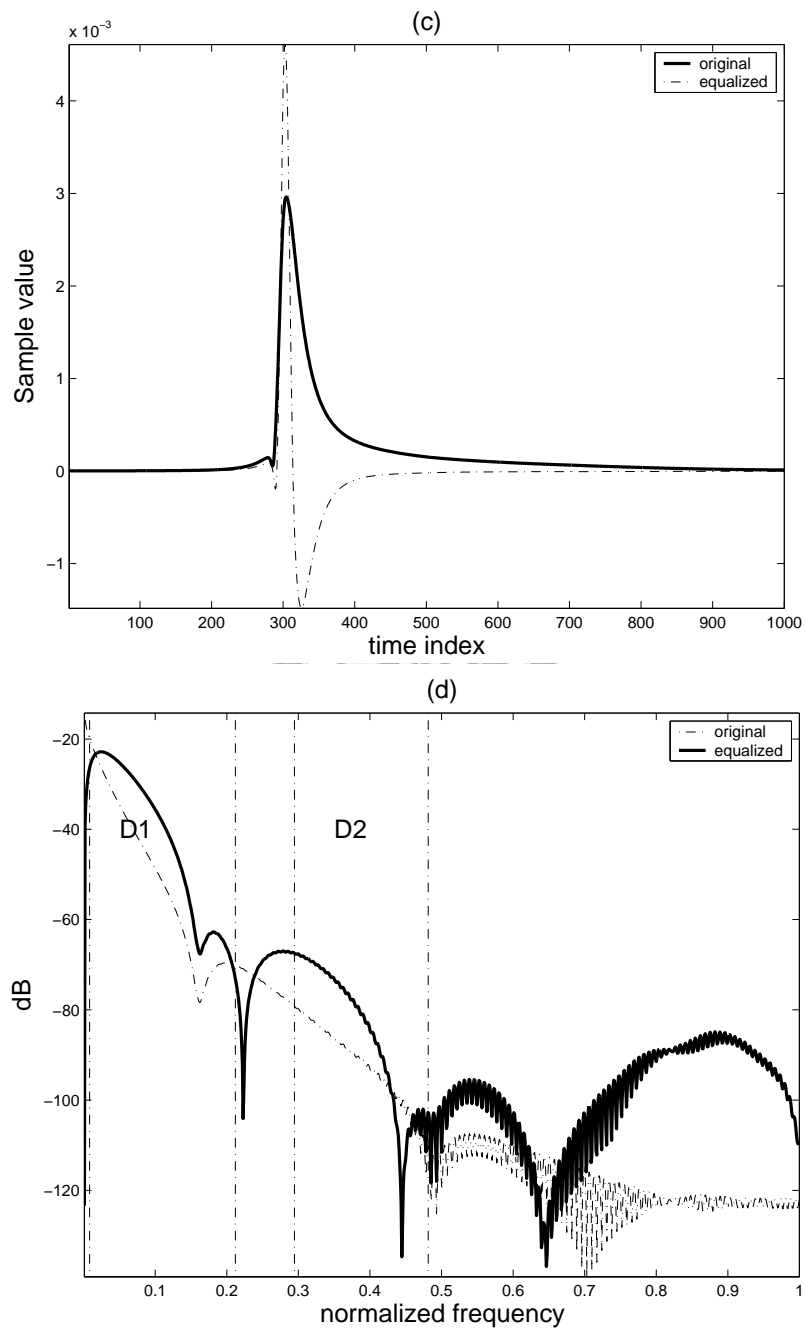 (c)
x 10⁻³
original
equalized
4
3
2
1
0
−1
Sample value
100
200
300
400
500
600
700
800
900
1000
time index
(d)
original
equalized
−20
−40
−60
−80
−100
−120
dB
D1
D2
0.1
0.2
0.3
0.4
0.5
0.6
0.7
0.8
0.9
1
normalized frequency